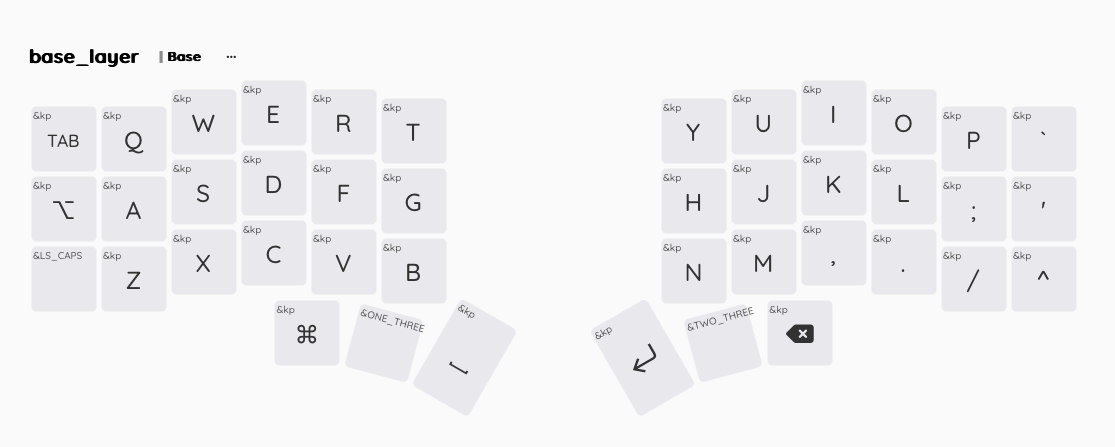 base_layer | Base ...
&kp TAB &kp Q &kp W &kp E &kp R &kp T &kp Y &kp U &kp I &kp O &kp P &kp `
&kp ⌥ &kp A &kp S &kp D &kp F &kp G &kp H &kp J &kp K &kp L &kp ; &kp '
&LS_CAPS &kp Z &kp X &kp C &kp V &kp B &kp N &kp M &kp , &kp . &kp / &kp ^
&kp ⌘ &ONE_THREE &kp ⎵ &kp ↵ &TWO_THREE &kp ⌫